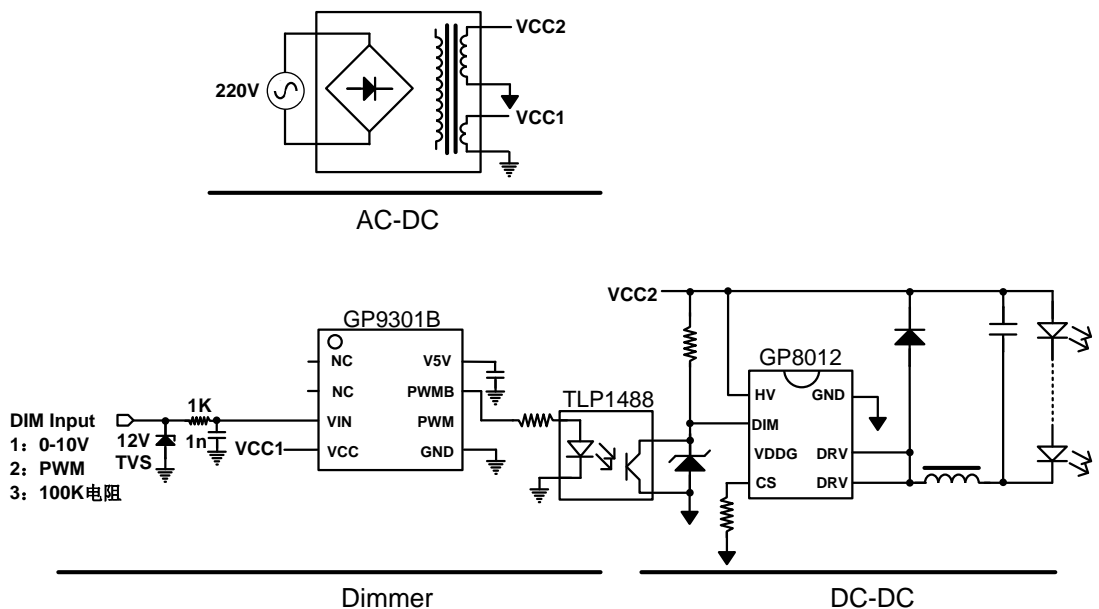 220V
VCC2
VCC1
AC-DC
GP9301B
NC
NC
VIN
VCC
V5V
PWMB
PWM
GND
DIM Input
1：0-10V
2：PWM
3：100K电阻
12V
TVS
1K
1n
VCC1
TLP1488
VCC2
GP8012
HV
DIM
VDDG
CS
GND
DRV
DRV
Dimmer
DC-DC